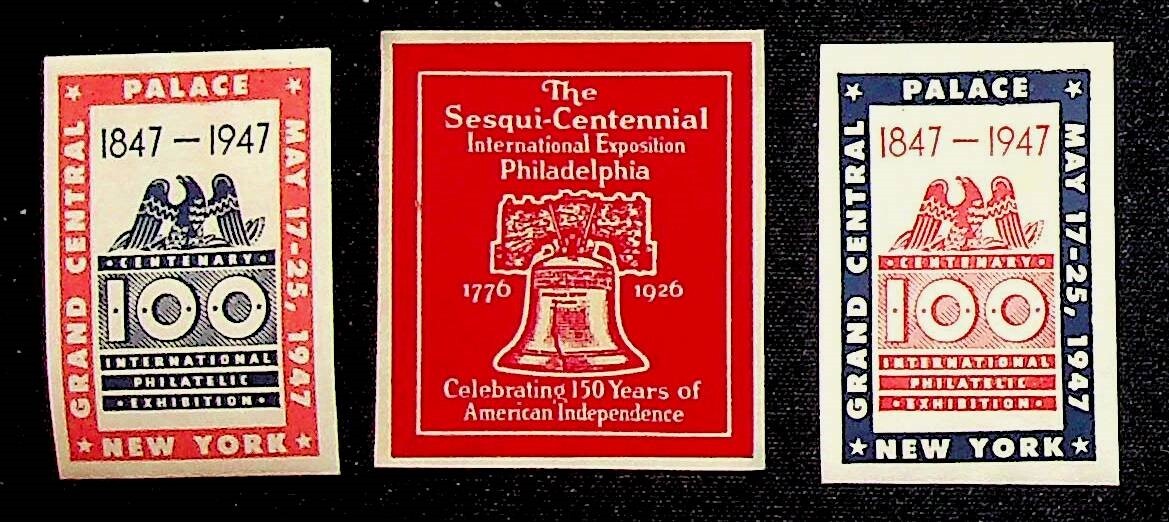 PALACE
GRAND CENTRAL
MAY 17-25, 1947
1847 — 1947
• CENTENARY •
100
INTERNATIONAL
PHILATELIC
• EXHIBITION •
NEW YORK
The
Sesqui-Centennial
International Exposition
Philadelphia
1776 1926
Celebrating 150 Years of
American Independence
PALACE
GRAND CENTRAL
MAY 17-25, 1947
1847 — 1947
• CENTENARY •
100
INTERNATIONAL
PHILATELIC
• EXHIBITION •
NEW YORK